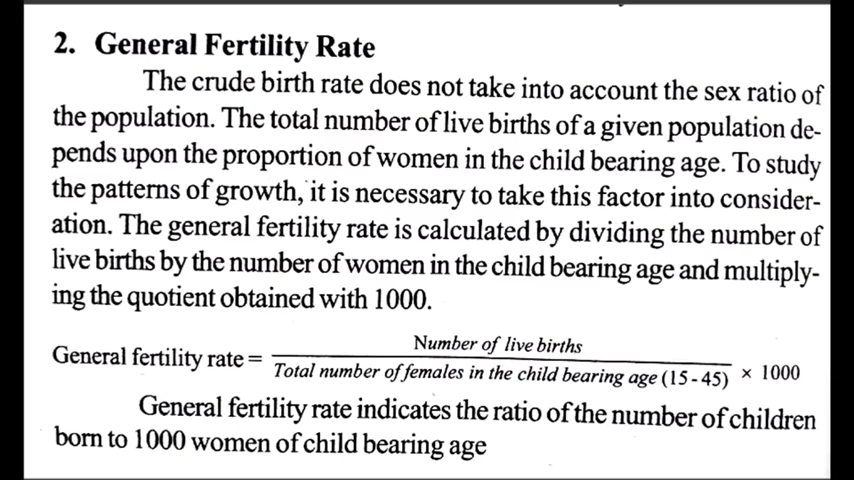 2. General Fertility Rate
The crude birth rate does not take into account the sex ratio of
the population. The total number of live births of a given population de-
pends upon the proportion of women in the child bearing age. To study
the patterns of growth, it is necessary to take this factor into consider-
ation. The general fertility rate is calculated by dividing the number of
live births by the number of women in the child bearing age and multiply-
ing the quotient obtained with 1000.
General fertility rate = Number of live births
Total number of females in the child bearing age (15 - 45) × 1000
General fertility rate indicates the ratio of the number of children
born to 1000 women of child bearing age